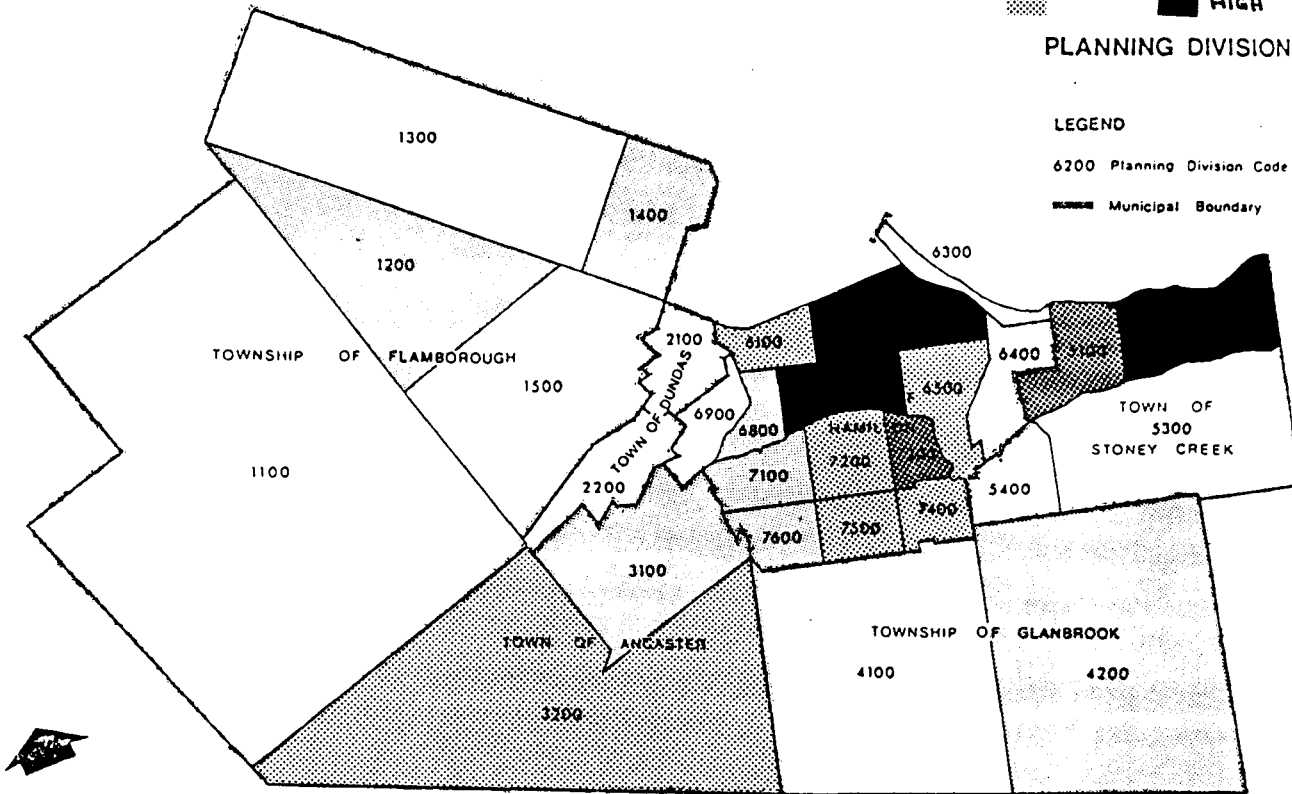 HIGH
PLANNING DIVISION
LEGEND
6200 Planning Division Code
Municipal Boundary
1300
1400
1200
6300
TOWNSHIP OF FLAMBOROUGH
1500
2100
6100
6400
5100
6500
TOWN OF DUNDAS
6900
6800
TOWN OF
5300
STONEY CREEK
1100
2200
7100
7200
5400
7600
7500
7400
3100
TOWN OF ANCASTER
TOWNSHIP OF GLANBROOK
4100
4200
3200